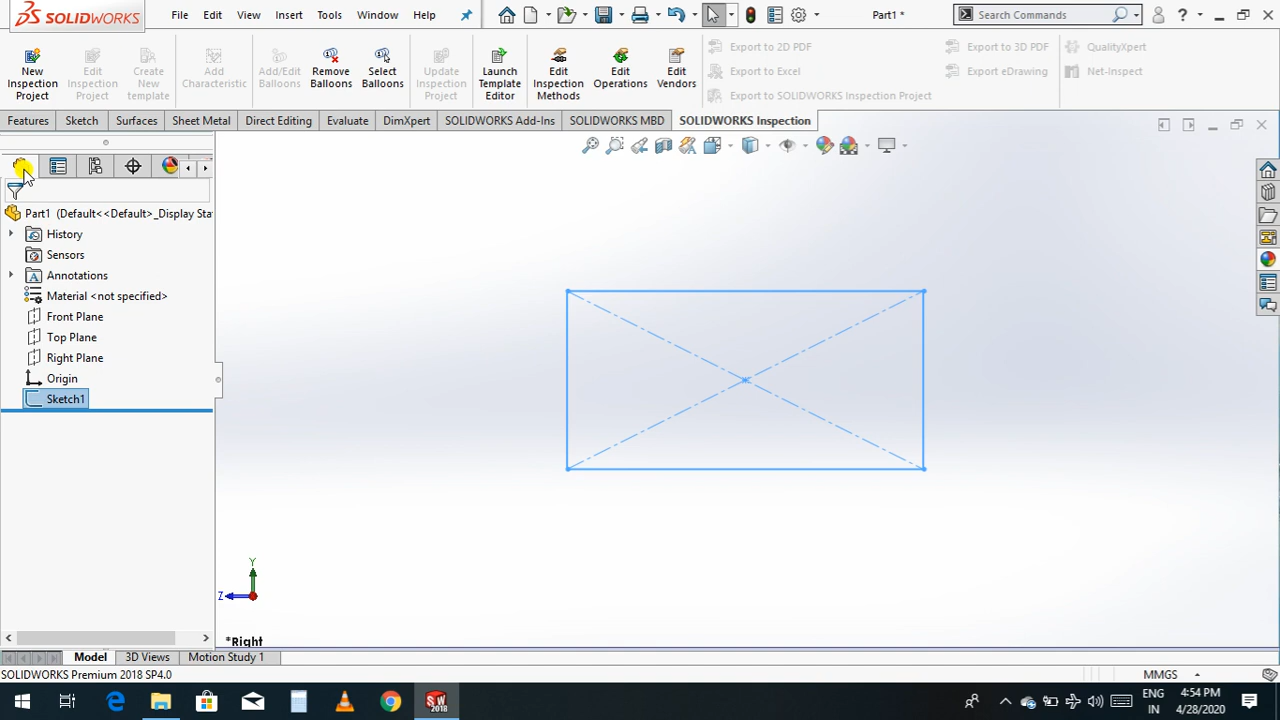 SOLIDWORKS File Edit View Insert Tools Window Help Part1 * Search Commands ?
New Inspection Project
Edit Inspection Project
Create New template
Add Characteristic
Add/Edit Balloons
Remove Balloons
Select Balloons
Update Inspection Project
Launch Template Editor
Edit Inspection Methods
Edit Operations
Edit Vendors
Export to 2D PDF
Export to Excel
Export to SOLIDWORKS Inspection Project
Export to 3D PDF
Export eDrawing
QualityXpert
Net-Inspect
Features Sketch Surfaces Sheet Metal Direct Editing Evaluate DimXpert SOLIDWORKS Add-Ins SOLIDWORKS MBD SOLIDWORKS Inspection
Part1 (Default<<Default>_Display Sta
History
Sensors
A Annotations
Material <not specified>
Front Plane
Top Plane
Right Plane
Origin
Sketch1
Y
Z
*Right
Model 3D Views Motion Study 1
SOLIDWORKS Premium 2018 SP4.0 MMGS
SW 2018
ENG IN
4:54 PM
4/28/2020